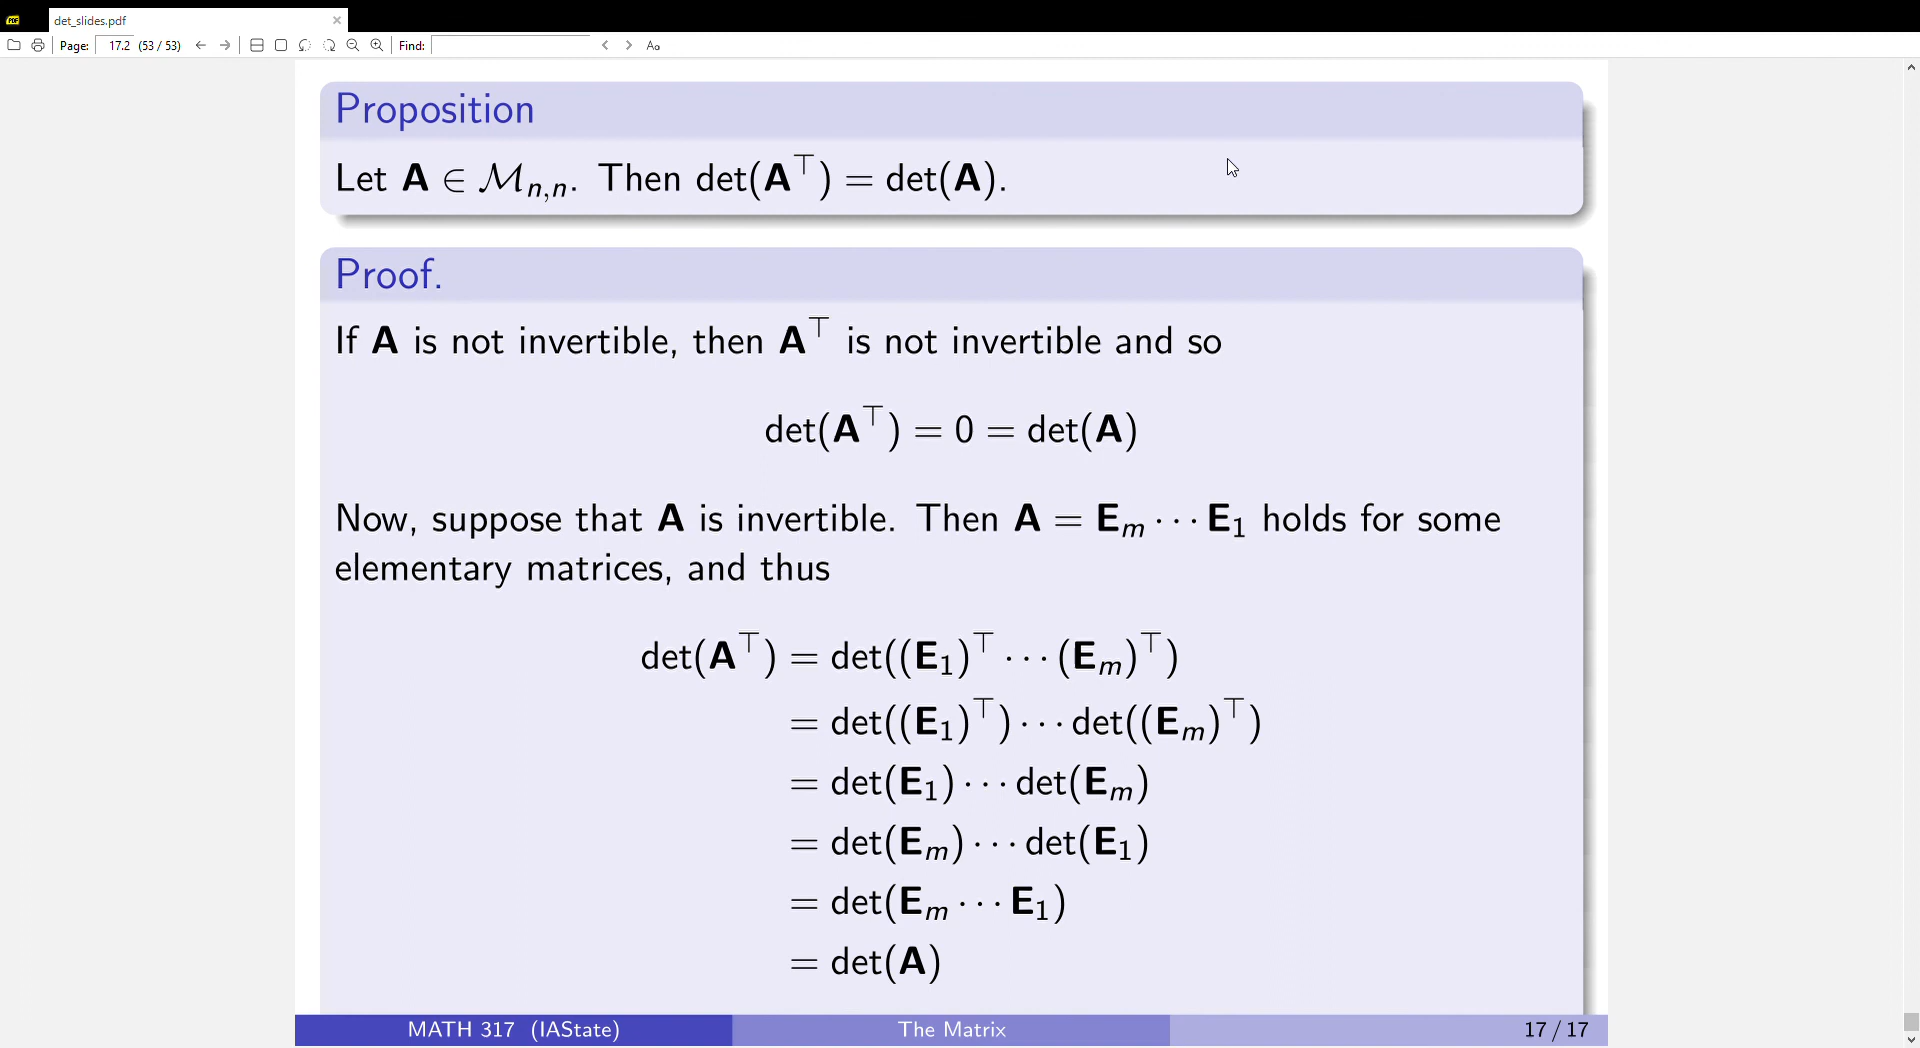 PDF det_slides.pdf ×
Page: 17.2 (53 / 53) Find: Aa
Proposition
Let A ∈ ℳₙ,ₙ. Then det(A⊤) = det(A).
Proof.
If A is not invertible, then A⊤ is not invertible and so
det(A⊤) = 0 = det(A)
Now, suppose that A is invertible. Then A = Eₘ ⋯ E₁ holds for some
elementary matrices, and thus
det(A⊤) = det((E₁)⊤ ⋯ (Eₘ)⊤)
= det((E₁)⊤) ⋯ det((Eₘ)⊤)
= det(E₁) ⋯ det(Eₘ)
= det(Eₘ) ⋯ det(E₁)
= det(Eₘ ⋯ E₁)
= det(A)
MATH 317 (IAState) The Matrix 17 / 17